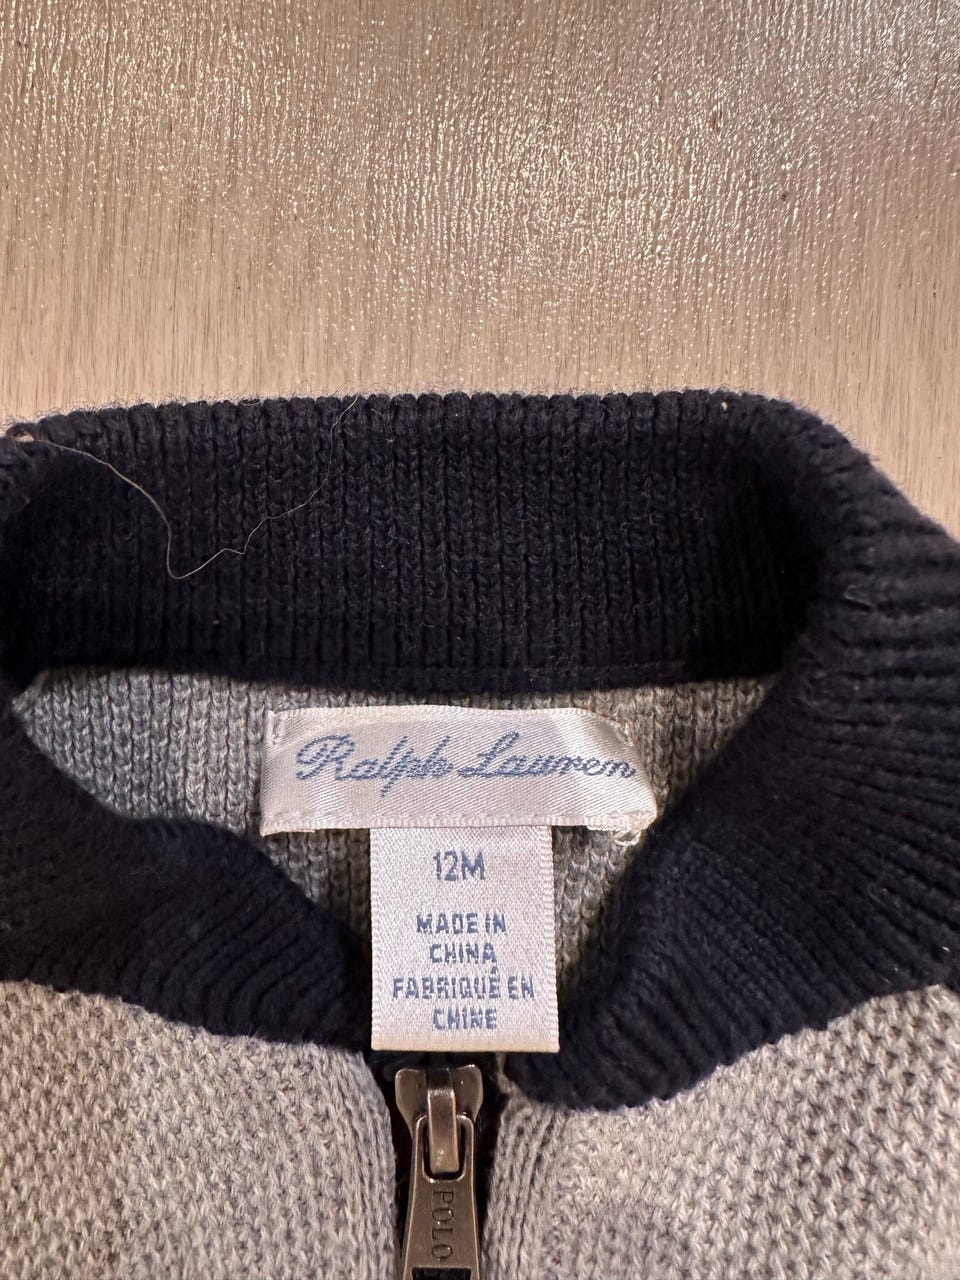 Ralph Lauren
12M
MADE IN
CHINA
FABRIQUÉ EN
CHINE
POLO